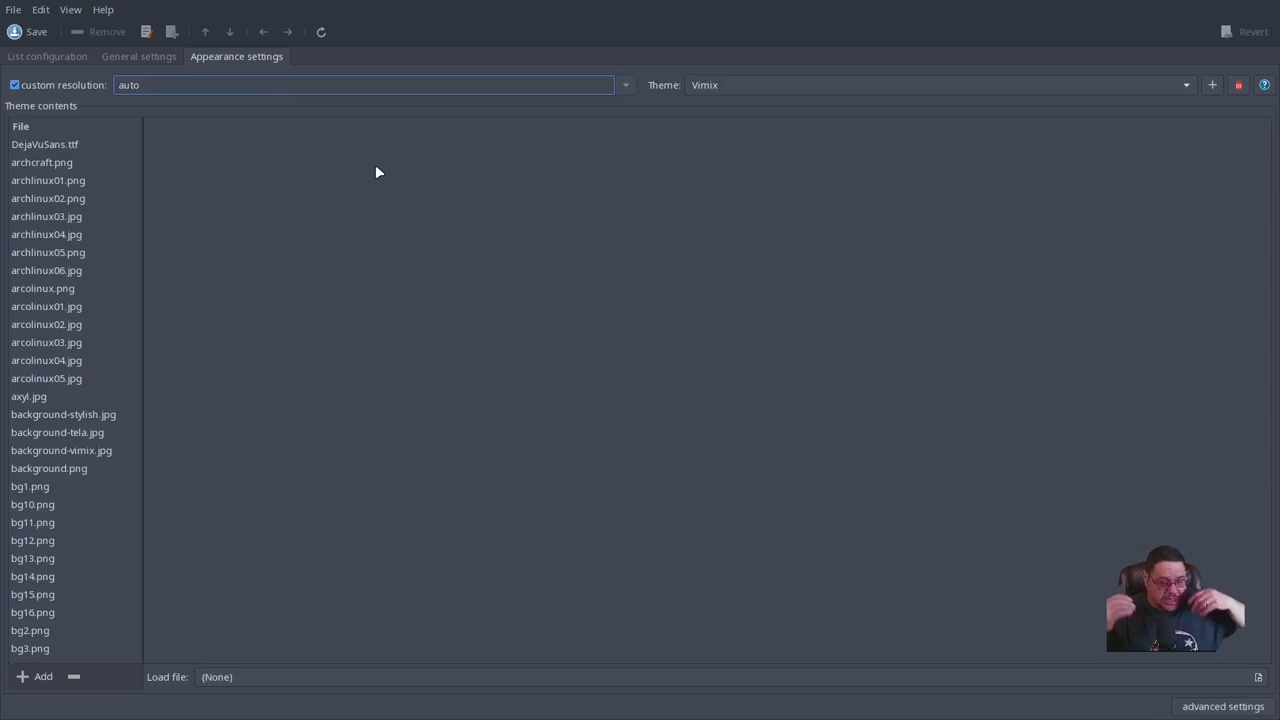 File Edit View Help
Save Remove Revert
List configuration General settings Appearance settings
custom resolution: auto Theme: Vimix
Theme contents
File
DejaVuSans.ttf
archcraft.png
archlinux01.png
archlinux02.png
archlinux03.jpg
archlinux04.jpg
archlinux05.png
archlinux06.jpg
arcolinux.png
arcolinux01.jpg
arcolinux02.jpg
arcolinux03.jpg
arcolinux04.jpg
arcolinux05.jpg
axyl.jpg
background-stylish.jpg
background-tela.jpg
background-vimix.jpg
background.png
bg1.png
bg10.png
bg11.png
bg12.png
bg13.png
bg14.png
bg15.png
bg16.png
bg2.png
bg3.png
Add Load file: (None)
advanced settings